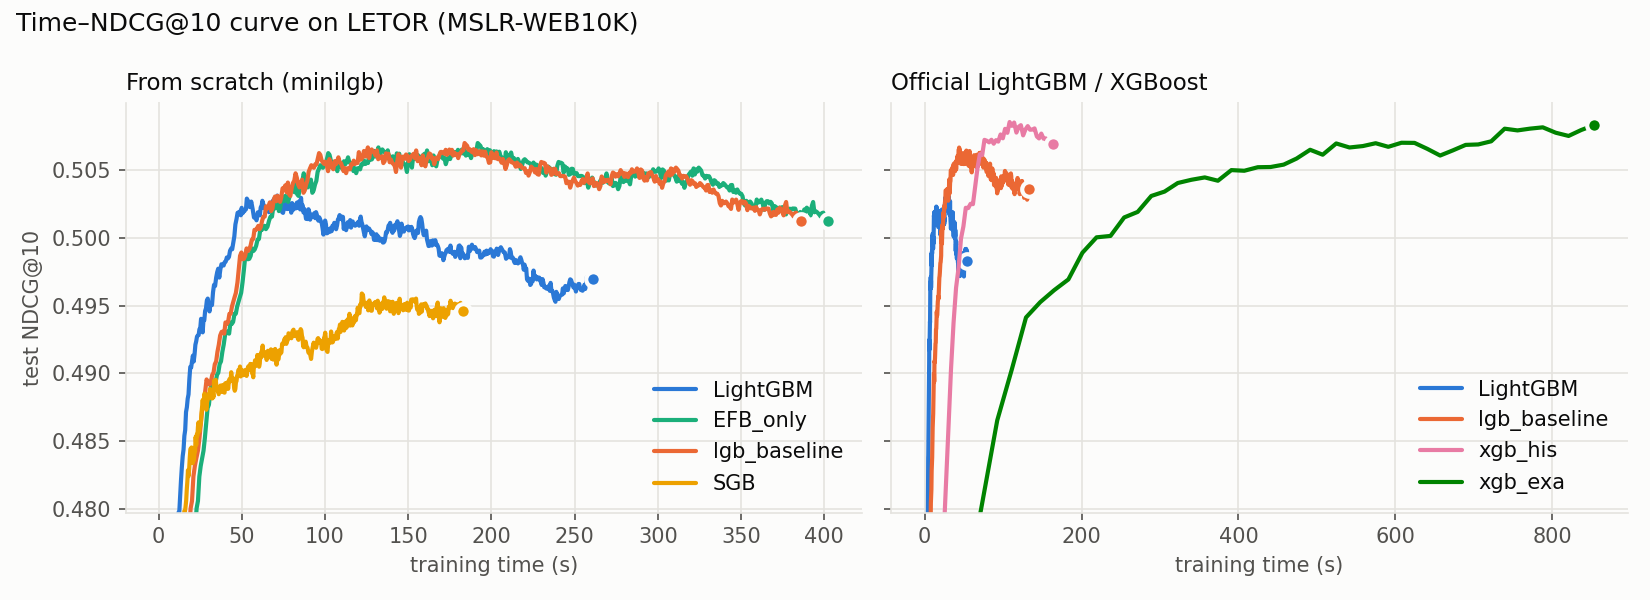 Time–NDCG@10 curve on LETOR (MSLR-WEB10K)
From scratch (minilgb)
test NDCG@10
0.505
0.500
0.495
0.490
0.485
0.480
LightGBM
EFB_only
lgb_baseline
SGB
0 50 100 150 200 250 300 350 400
training time (s)
Official LightGBM / XGBoost
LightGBM
lgb_baseline
xgb_his
xgb_exa
0 200 400 600 800
training time (s)